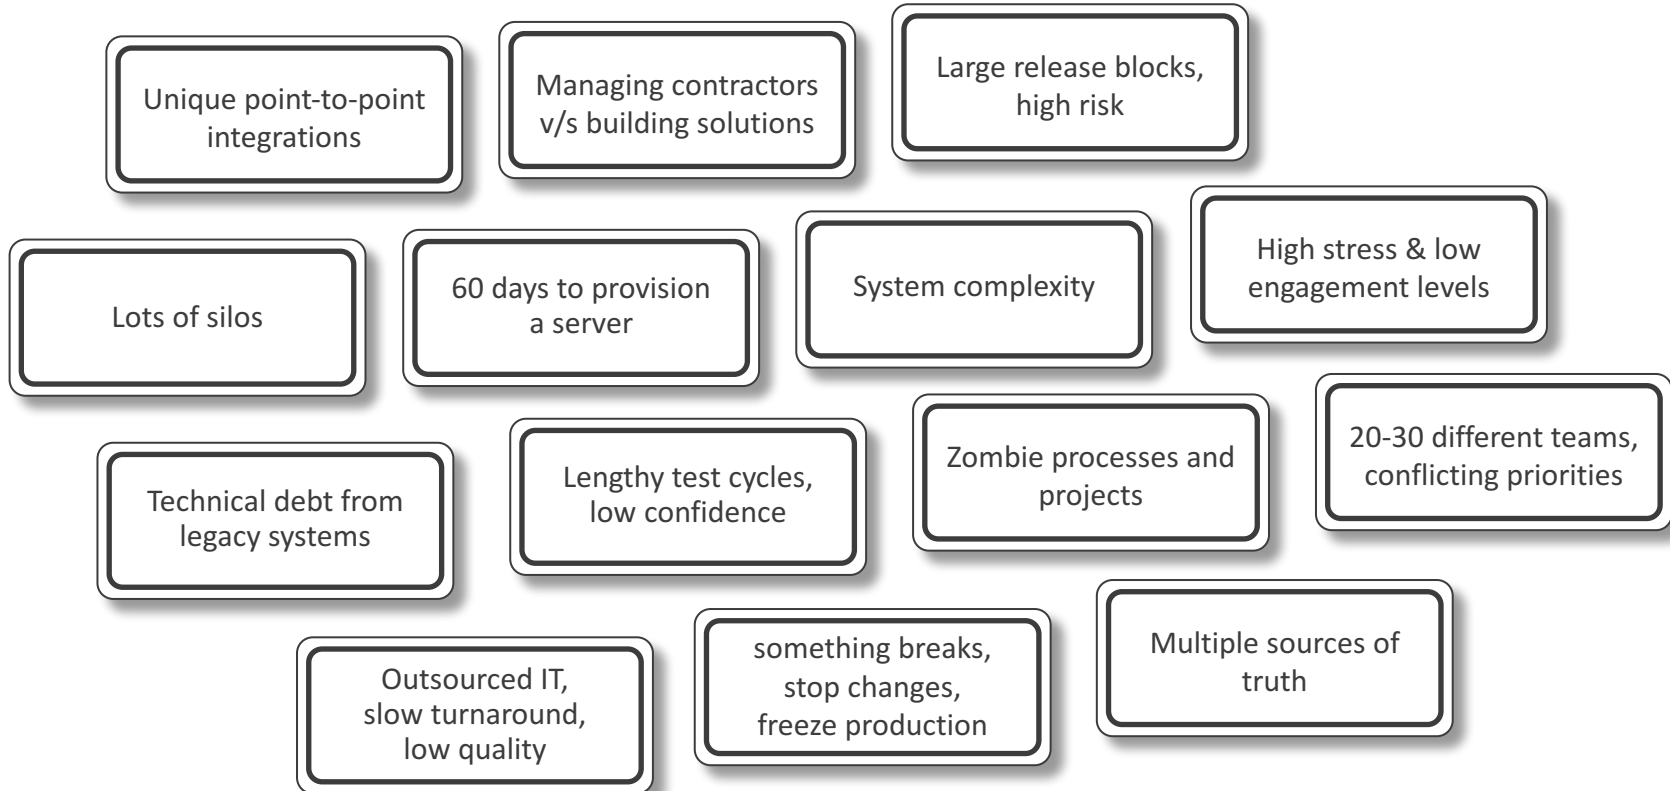 Unique point-to-point
integrations
Managing contractors
v/s building solutions
Large release blocks,
high risk
Lots of silos
60 days to provision
a server
System complexity
High stress & low
engagement levels
Technical debt from
legacy systems
Lengthy test cycles,
low confidence
Zombie processes and
projects
20-30 different teams,
conflicting priorities
Outsourced IT,
slow turnaround,
low quality
something breaks,
stop changes,
freeze production
Multiple sources of
truth